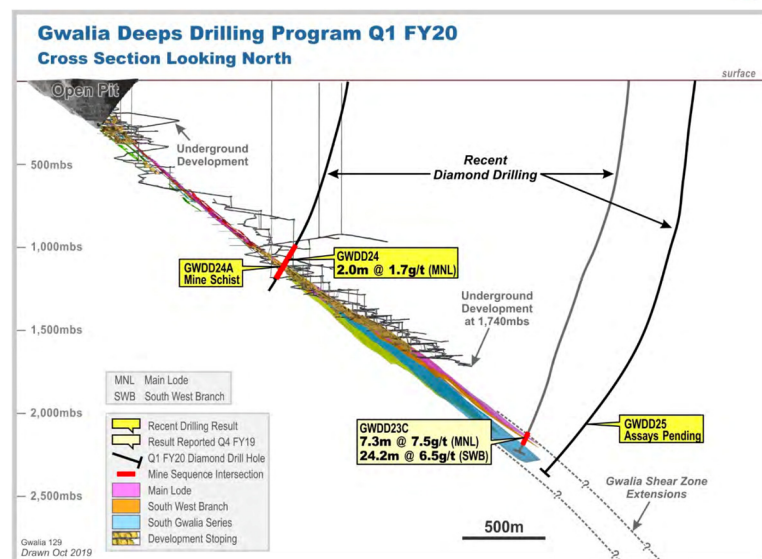 Gwalia Deeps Drilling Program Q1 FY20
Cross Section Looking North
surface
Open Pit
Underground
Development
500mbs
Recent
Diamond Drilling
1,000mbs
GWDD24
2.0m @ 1.7g/t (MNL)
GWDD24A
Mine Schist
Underground
Development
at 1,740mbs
1,500mbs
MNL Main Lode
SWB South West Branch
2,000mbs
GWDD23C
7.3m @ 7.5g/t (MNL)
24.2m @ 6.5g/t (SWB)
GWDD25
Assays Pending
Recent Drilling Result
Result Reported Q4 FY19
Q1 FY20 Diamond Drill Hole
Mine Sequence Intersection
Main Lode
South West Branch
South Gwalia Series
Development Stoping
2,500mbs
?
?
Gwalia Shear Zone
Extensions
500m
?
?
Gwalia 129
Drawn Oct 2019